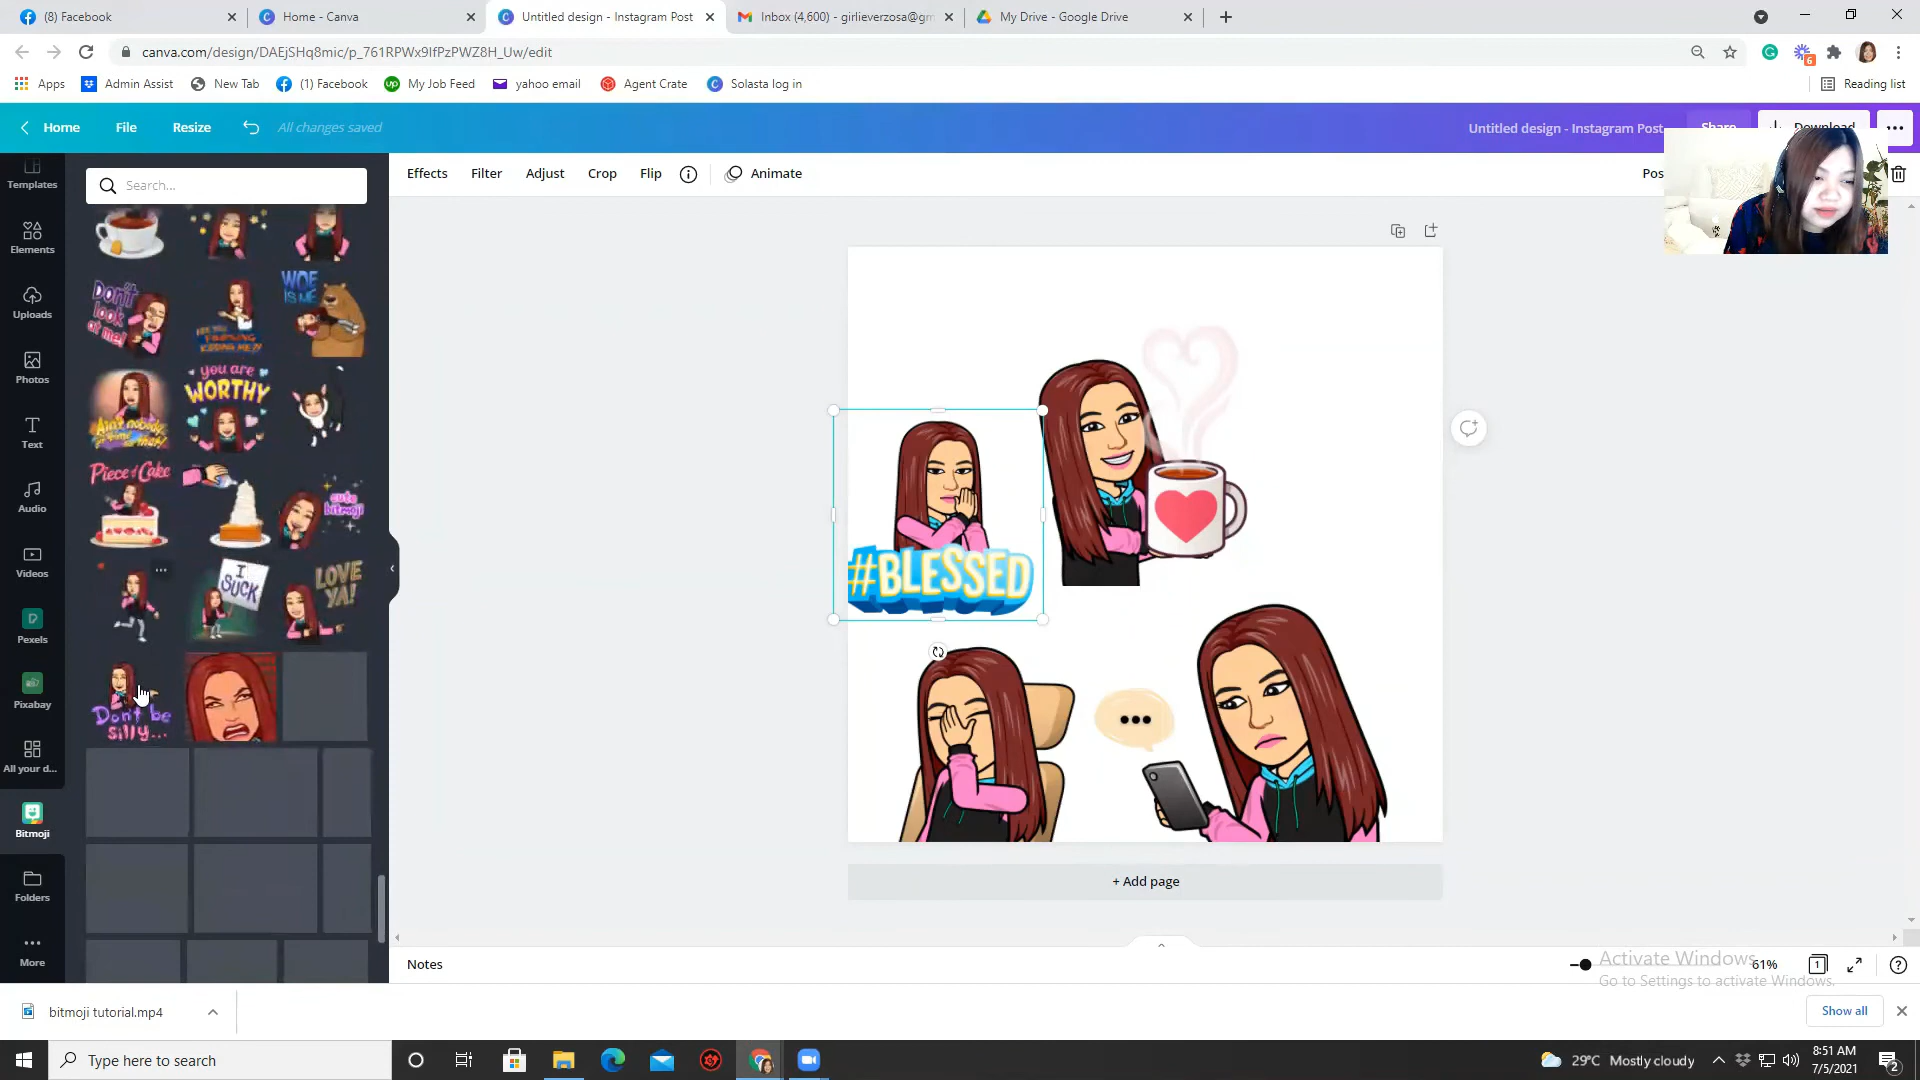 (8) Facebook
Home - Canva
Untitled design - Instagram Post
Inbox (4,600) - girlieverzosa@gm
My Drive - Google Drive
canva.com/design/DAEjSHq8mic/p_761RPWx9IfPzPWZ8H_Uw/edit
6
Apps
Admin Assist
New Tab
(1) Facebook
My Job Feed
yahoo email
Agent Crate
Solasta log in
Reading list
Home
File
Resize
All changes saved
Untitled design - Instagram Post
Share
Download
Templates
Elements
Uploads
Photos
Text
Audio
Videos
Pexels
Pixabay
All your d...
Bitmoji
Folders
More
Search...
Effects
Filter
Adjust
Crop
Flip
Animate
Pos
Don't look at me!
WOE IS ME
you are WORTHY
Piece of Cake
cute bitmoji
I SUCK
LOVE YA!
Don't be silly...
#BLESSED
+ Add page
Notes
61%
1
Activate Windows
Go to Settings to activate Windows.
bitmoji tutorial.mp4
Show all
Type here to search
29°C Mostly cloudy
8:51 AM
7/5/2021
2